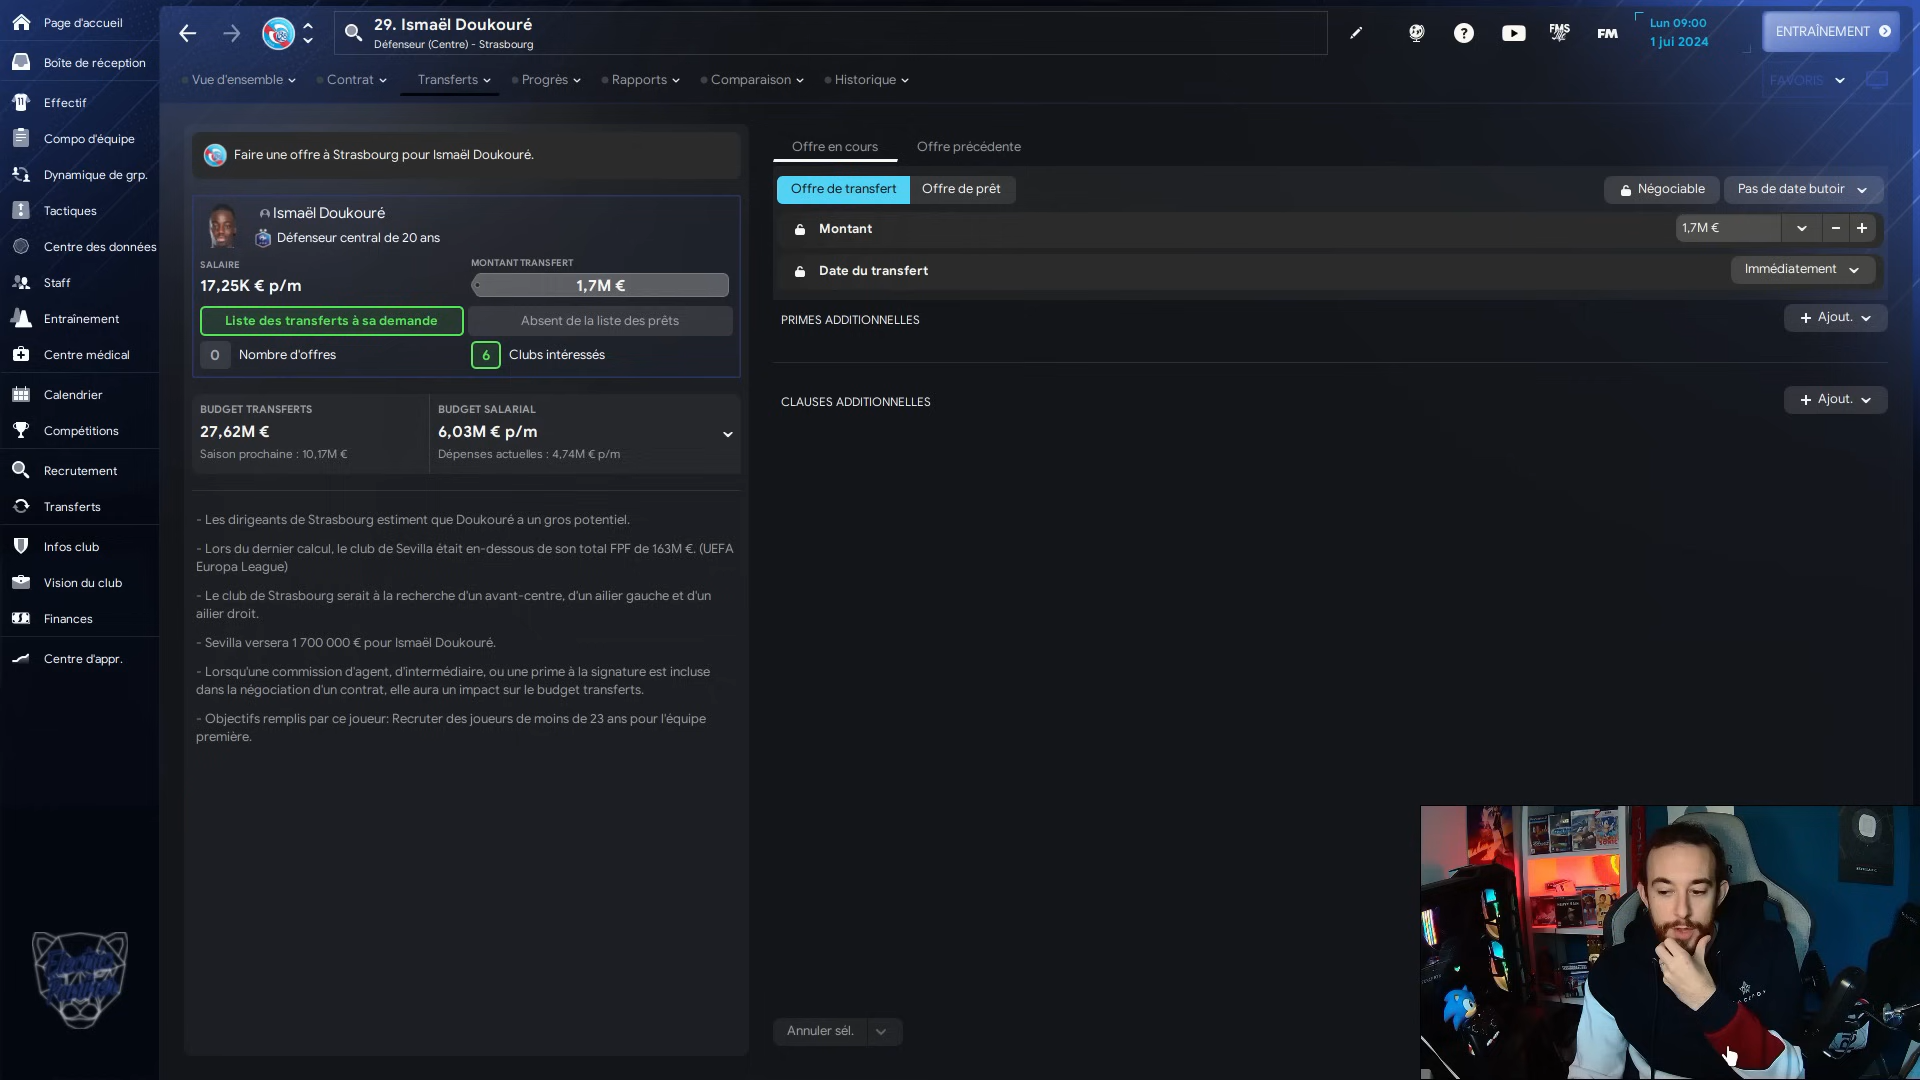 Page d'accueil
Boîte de réception
Effectif
Compo d'équipe
Dynamique de grp.
Tactiques
Centre des données
Staff
Entraînement
Centre médical
Calendrier
Compétitions
Recrutement
Transferts
Infos club
Vision du club
Finances
Centre d'appr.
29. Ismaël Doukouré
Défenseur (Centre) - Strasbourg
FMS
FM
Lun 09:00
1 jui 2024
ENTRAÎNEMENT
Vue d'ensemble
Contrat
Transferts
Progrès
Rapports
Comparaison
Historique
FAVORIS
Faire une offre à Strasbourg pour Ismaël Doukouré.
Ismaël Doukouré
Défenseur central de 20 ans
SALAIRE
17,25K € p/m
MONTANT TRANSFERT
1,7M €
Liste des transferts à sa demande
Absent de la liste des prêts
0 Nombre d'offres
6 Clubs intéressés
BUDGET TRANSFERTS
27,62M €
Saison prochaine : 10,17M €
BUDGET SALARIAL
6,03M € p/m
Dépenses actuelles : 4,74M € p/m
- Les dirigeants de Strasbourg estiment que Doukouré a un gros potentiel.
- Lors du dernier calcul, le club de Sevilla était en-dessous de son total FPF de 163M €. (UEFA
Europa League)
- Le club de Strasbourg serait à la recherche d'un avant-centre, d'un ailier gauche et d'un
ailier droit.
- Sevilla versera 1 700 000 € pour Ismaël Doukouré.
- Lorsqu'une commission d'agent, d'intermédiaire, ou une prime à la signature est incluse
dans la négociation d'un contrat, elle aura un impact sur le budget transferts.
- Objectifs remplis par ce joueur: Recruter des joueurs de moins de 23 ans pour l'équipe
première.
Offre en cours
Offre précédente
Offre de transfert
Offre de prêt
Négociable
Pas de date butoir
Montant
1,7M €
Date du transfert
Immédiatement
PRIMES ADDITIONNELLES
+ Ajout.
CLAUSES ADDITIONNELLES
+ Ajout.
Annuler sél.